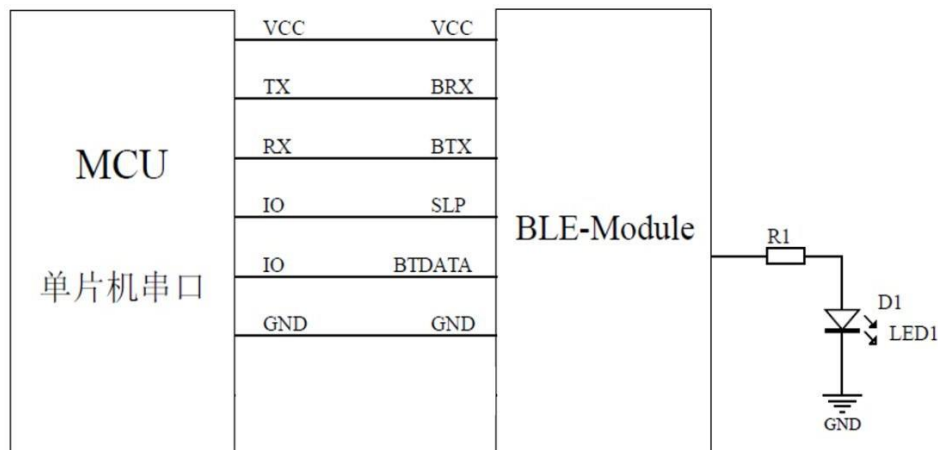 VCC VCC
TX BRX
MCU
RX BTX
IO SLP
BLE-Module
R1
单片机串口
IO BTDATA
D1
LED1
GND GND
GND